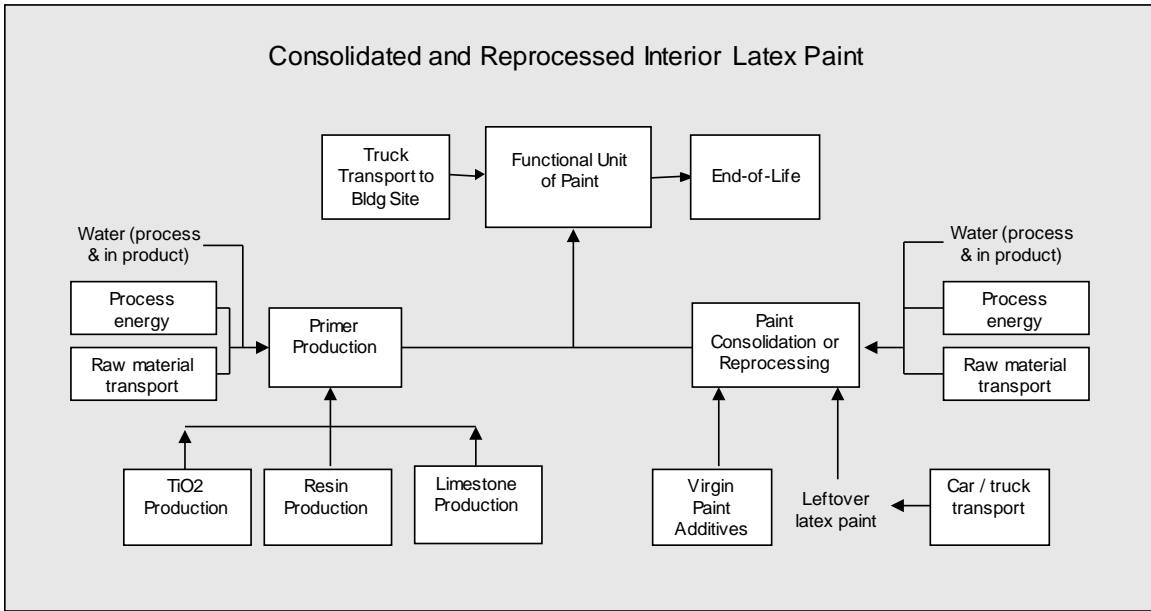 Consolidated and Reprocessed Interior Latex Paint
Truck
Transport to
Bldg Site
Functional Unit
of Paint
End-of-Life
Water (process
& in product)
Process
energy
Raw material
transport
Primer
Production
Paint
Consolidation or
Reprocessing
Water (process
& in product)
Process
energy
Raw material
transport
TiO2
Production
Resin
Production
Limestone
Production
Virgin
Paint
Additives
Leftover
latex paint
Car / truck
transport